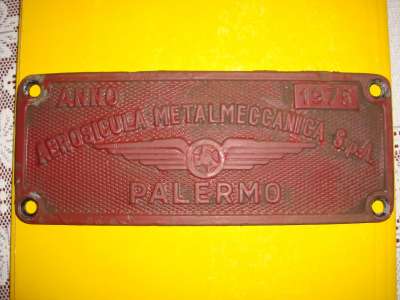 ANNO 1975
AEROSICULA METALMECCANICA S.p.A.
PALERMO